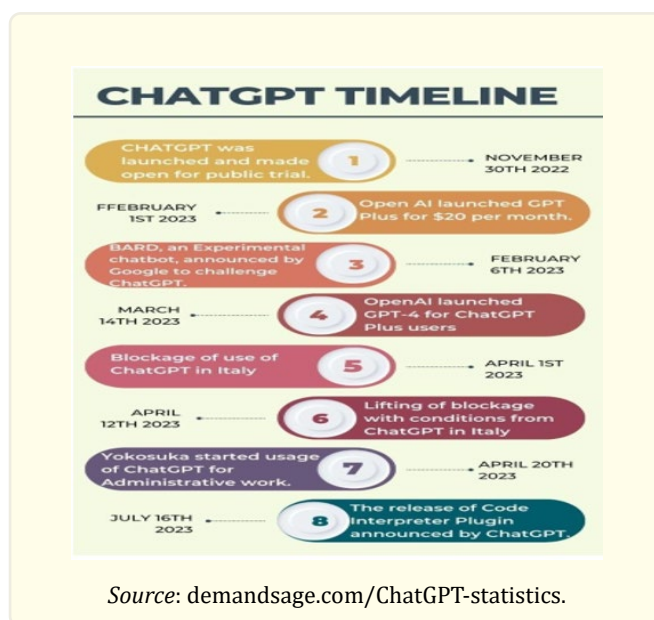 CHATGPT TIMELINE
CHATGPT was
launched and made
open for public trial.
1
NOVEMBER
30TH 2022
FFEBRUARY
1ST 2023
2
Open AI launched GPT
Plus for $20 per month.
BARD, an Experimental
chatbot, announced by
Google to challenge
ChatGPT.
3
FEBRUARY
6TH 2023
MARCH
14TH 2023
4
OpenAI launched
GPT-4 for ChatGPT
Plus users
Blockage of use of
ChatGPT in Italy
5
APRIL 1ST
2023
APRIL
12TH 2023
6
Lifting of blockage
with conditions from
ChatGPT in Italy
Yokosuka started usage
of ChatGPT for
Administrative work.
7
APRIL 20TH
2023
JULY 16TH
2023
8
The release of Code
Interpreter Plugin
announced by ChatGPT.
Source: demandsage.com/ChatGPT-statistics.